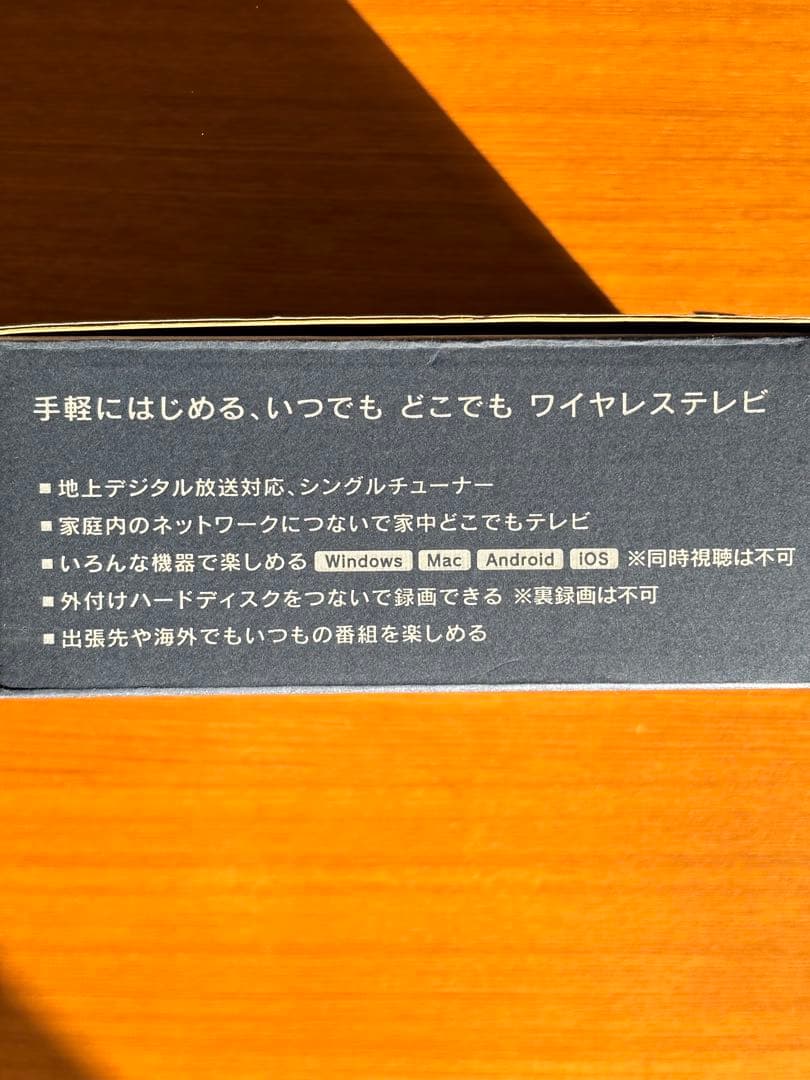 手軽にはじめる、いつでも どこでも ワイヤレステレビ
■地上デジタル放送対応、シングルチューナー
■家庭内のネットワークにつないで家中どこでもテレビ
■いろんな機器で楽しめる Windows Mac Android iOS ※同時視聴は不可
■外付けハードディスクをつないで録画できる ※裏録画は不可
■出張先や海外でもいつもの番組を楽しめる